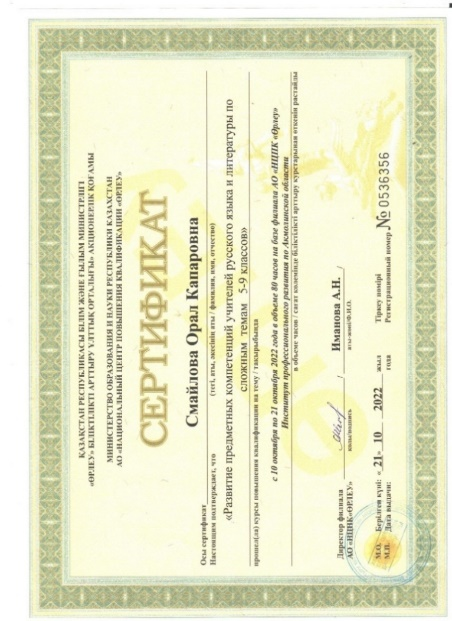 ҚАЗАҚСТАН РЕСПУБЛИКАСЫ БІЛІМ ЖӘНЕ ҒЫЛЫМ МИНИСТРЛІГІ
«ӨРЛЕУ» БІЛІКТІЛІКТІ АРТТЫРУ ҰЛТТЫҚ ОРТАЛЫҒЫ» АКЦИОНЕРЛІК ҚОҒАМЫ
МИНИСТЕРСТВО ОБРАЗОВАНИЯ И НАУКИ РЕСПУБЛИКИ КАЗАХСТАН
АО «НАЦИОНАЛЬНЫЙ ЦЕНТР ПОВЫШЕНИЯ КВАЛИФИКАЦИИ «ӨРЛЕУ»
СЕРТИФИКАТ
Смайлова Орал Капаровна
Осы сертификат
(тегі, аты, әкесінің аты / фамилия, имя, отчество)
Настоящим подтверждает, что
«Развитие предметных компетенций учителей русского языка и литературы по
сложным темам 5-9 классов»
прошел(ла) курсы повышения квалификации на тему / тақырыбында
с 10 октября по 21 октября 2022 года в объеме 80 часов на базе филиала АО «НЦПК «Өрлеу»
Институт профессионального развития по Акмолинской области
в объеме часов / сағат көлемінде біліктілікті арттыру курстарынан өткенін растайды
Директор филиала
АО «НЦПК «ӨРЛЕУ»
/ Иманова А.Н. /
қолы/подпись
аты-жөні/Ф.И.О.
М.О. Берілген күні: « 21 » 10 2022 жыл Тіркеу нөмірі
М.П. Дата выдачи: года Регистрационный номер № 0536356